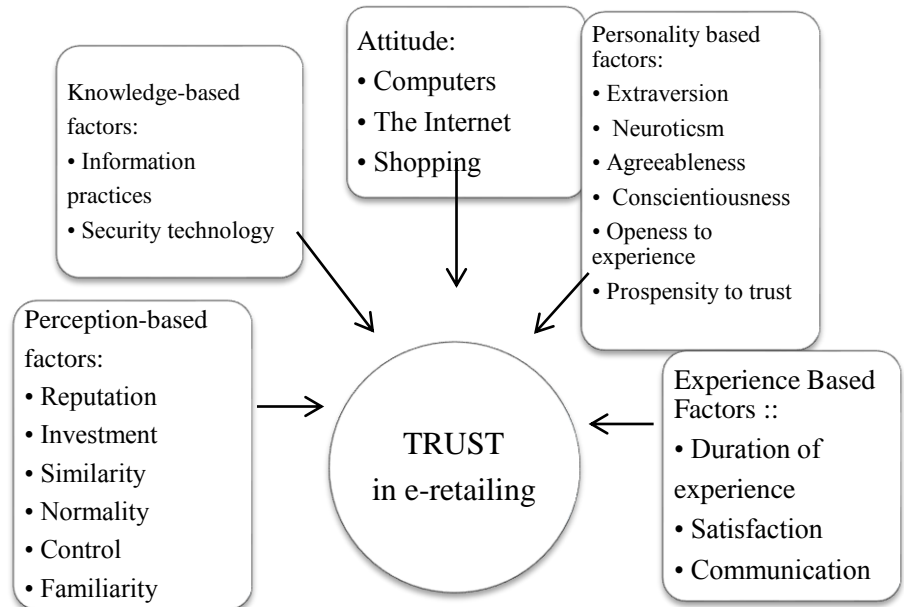 Knowledge-based
factors:
• Information
practices
• Security technology
Attitude:
• Computers
• The Internet
• Shopping
Personality based
factors:
• Extraversion
• Neuroticsm
• Agreeableness
• Conscientiousness
• Openess to
experience
• Prospensity to trust
Perception-based
factors:
• Reputation
• Investment
• Similarity
• Normality
• Control
• Familiarity
TRUST
in e-retailing
Experience Based
Factors ::
• Duration of
experience
• Satisfaction
• Communication